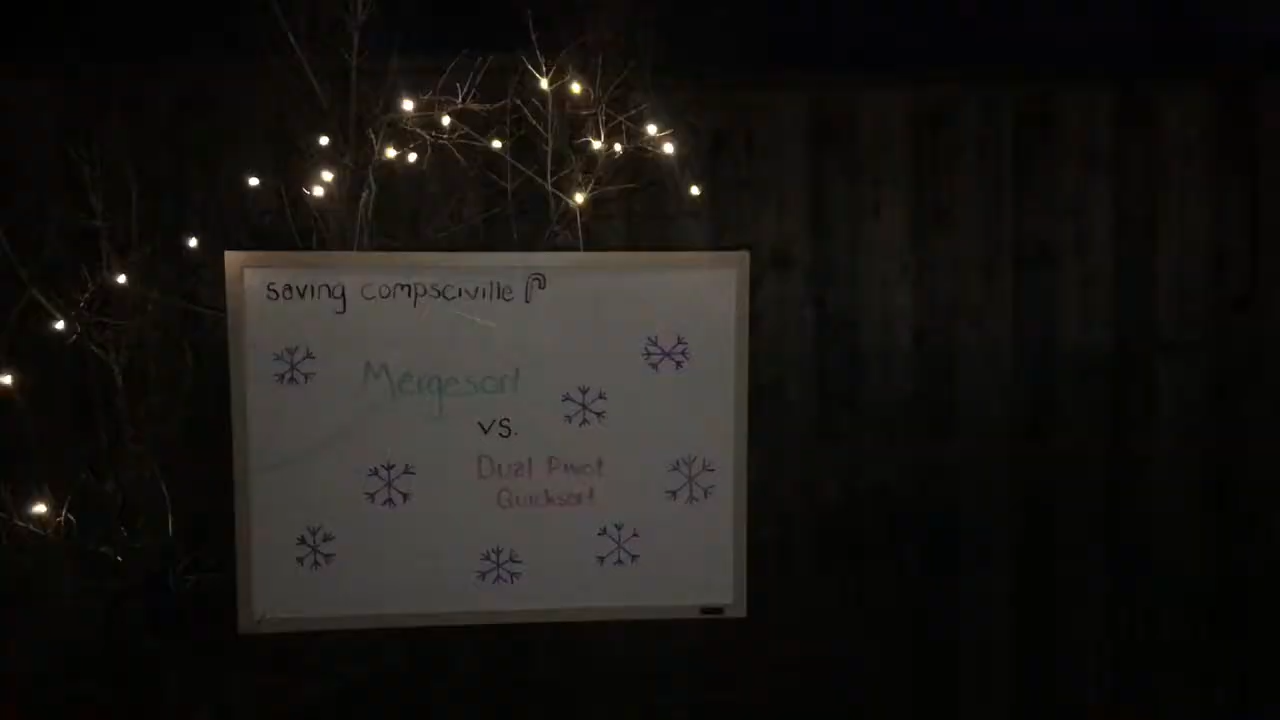 saving compsciville
Mergesort
vs.
Dual Pivot
Quicksort